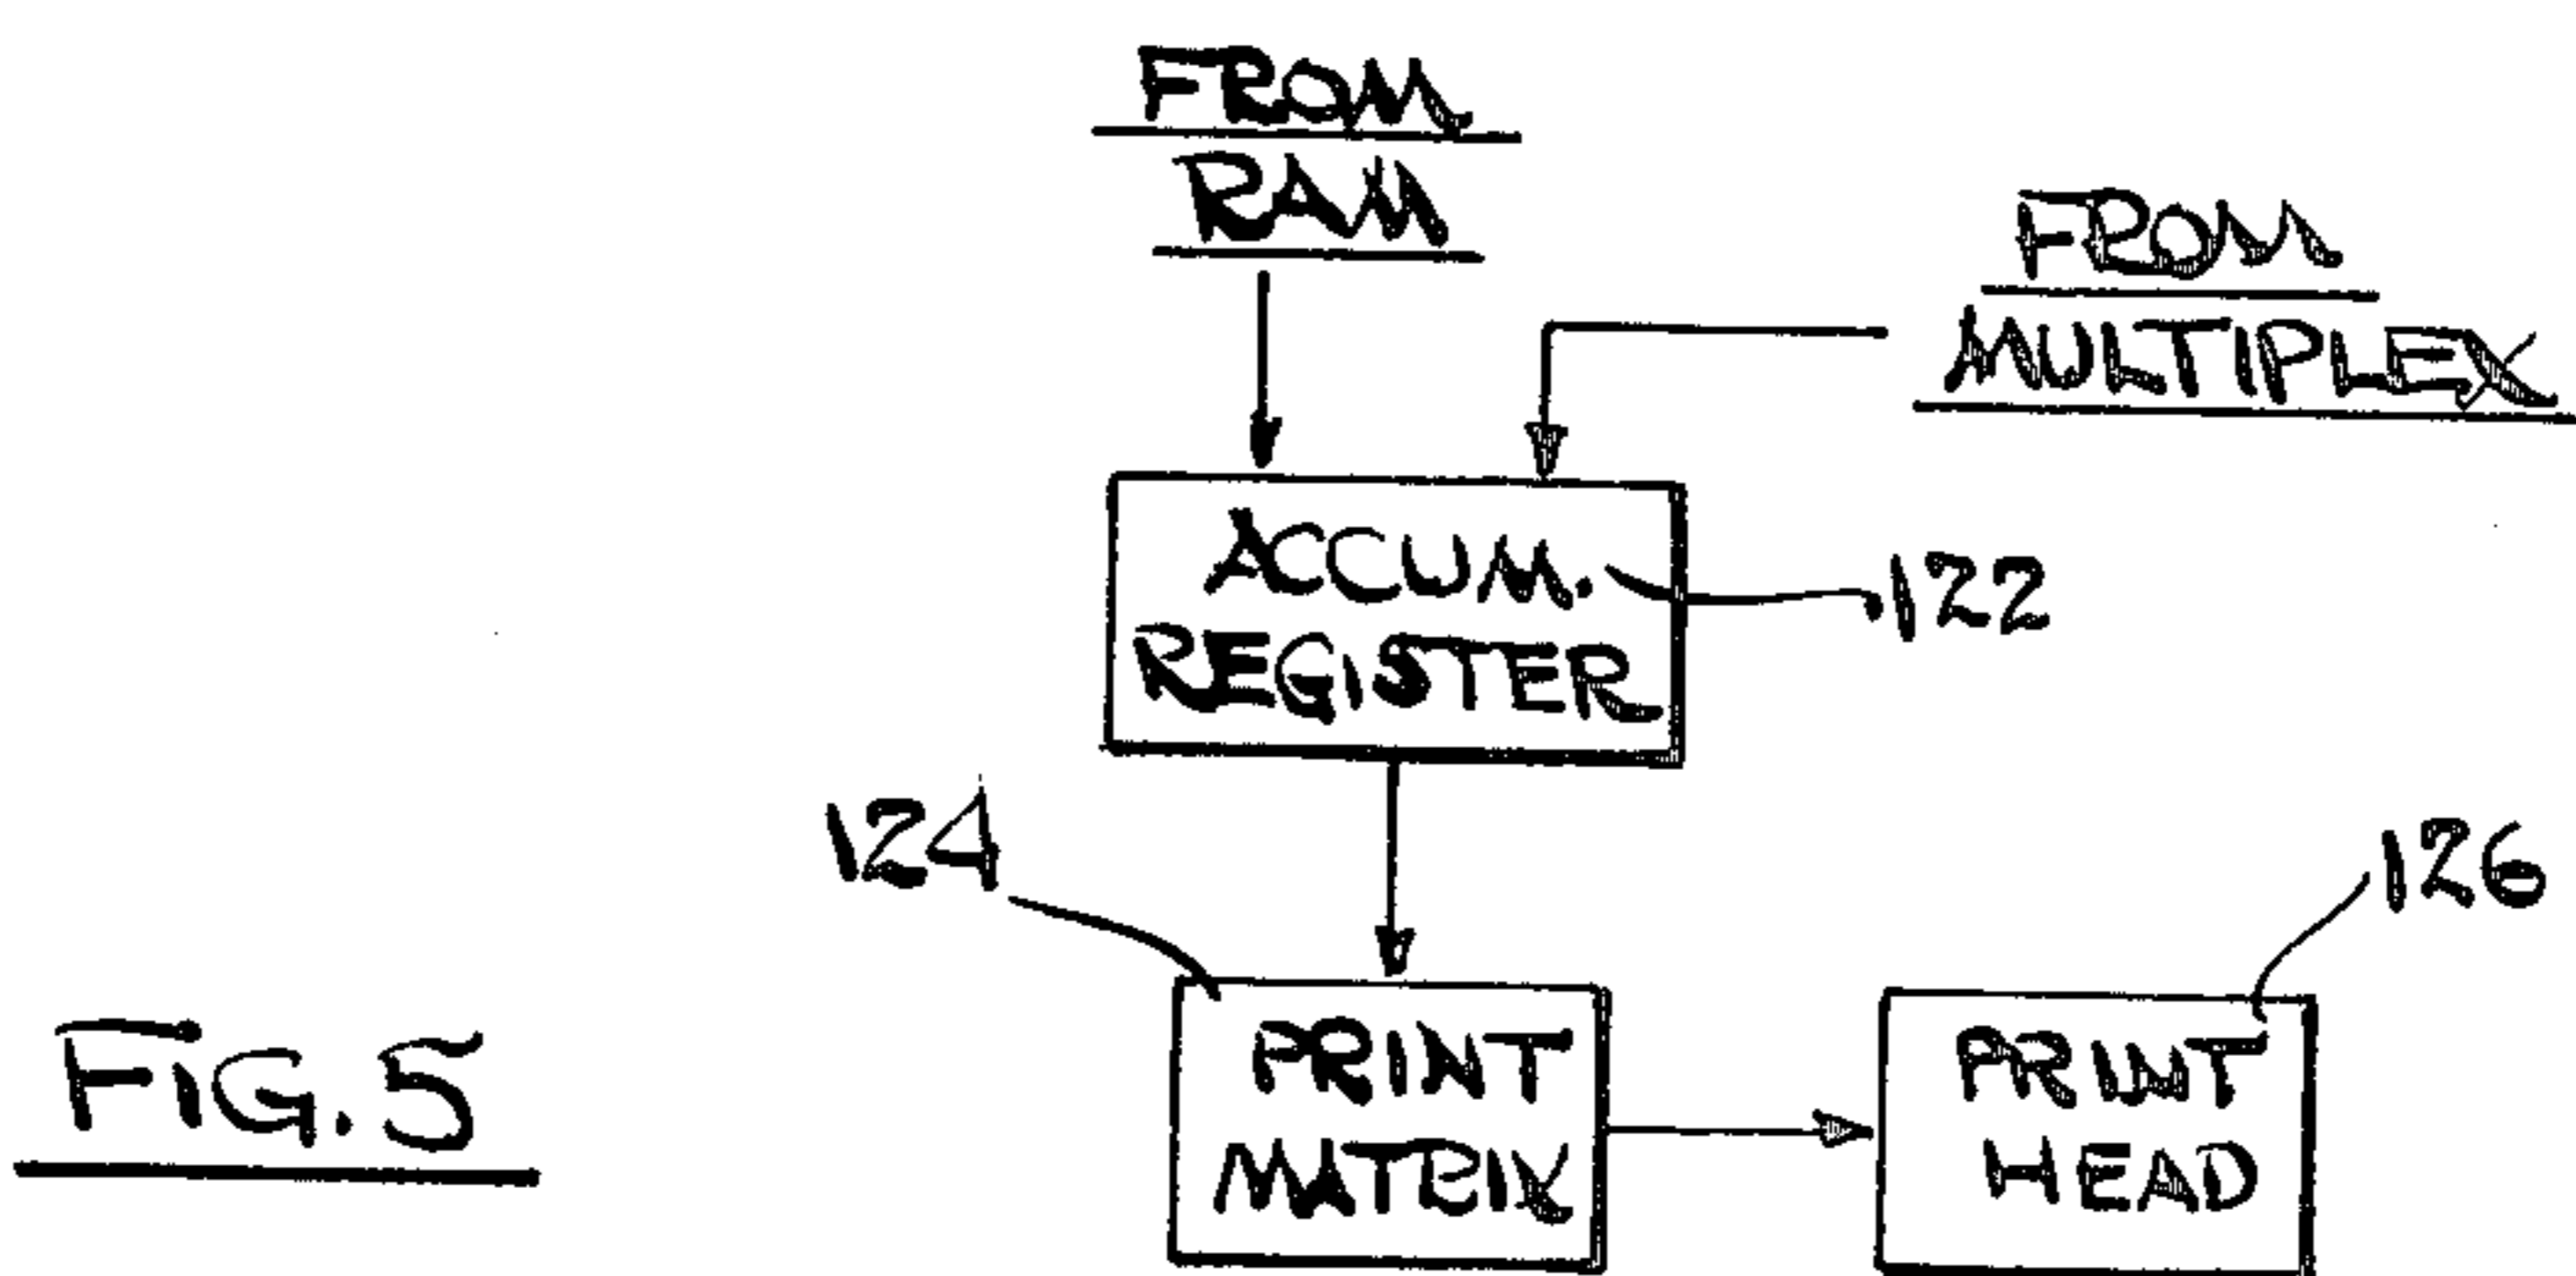 FROM
RAM
FROM
MULTIPLEX
ACCUM.
REGISTER
122
124
126
PRINT
MATRIX
PRINT
HEAD
FIG. 5